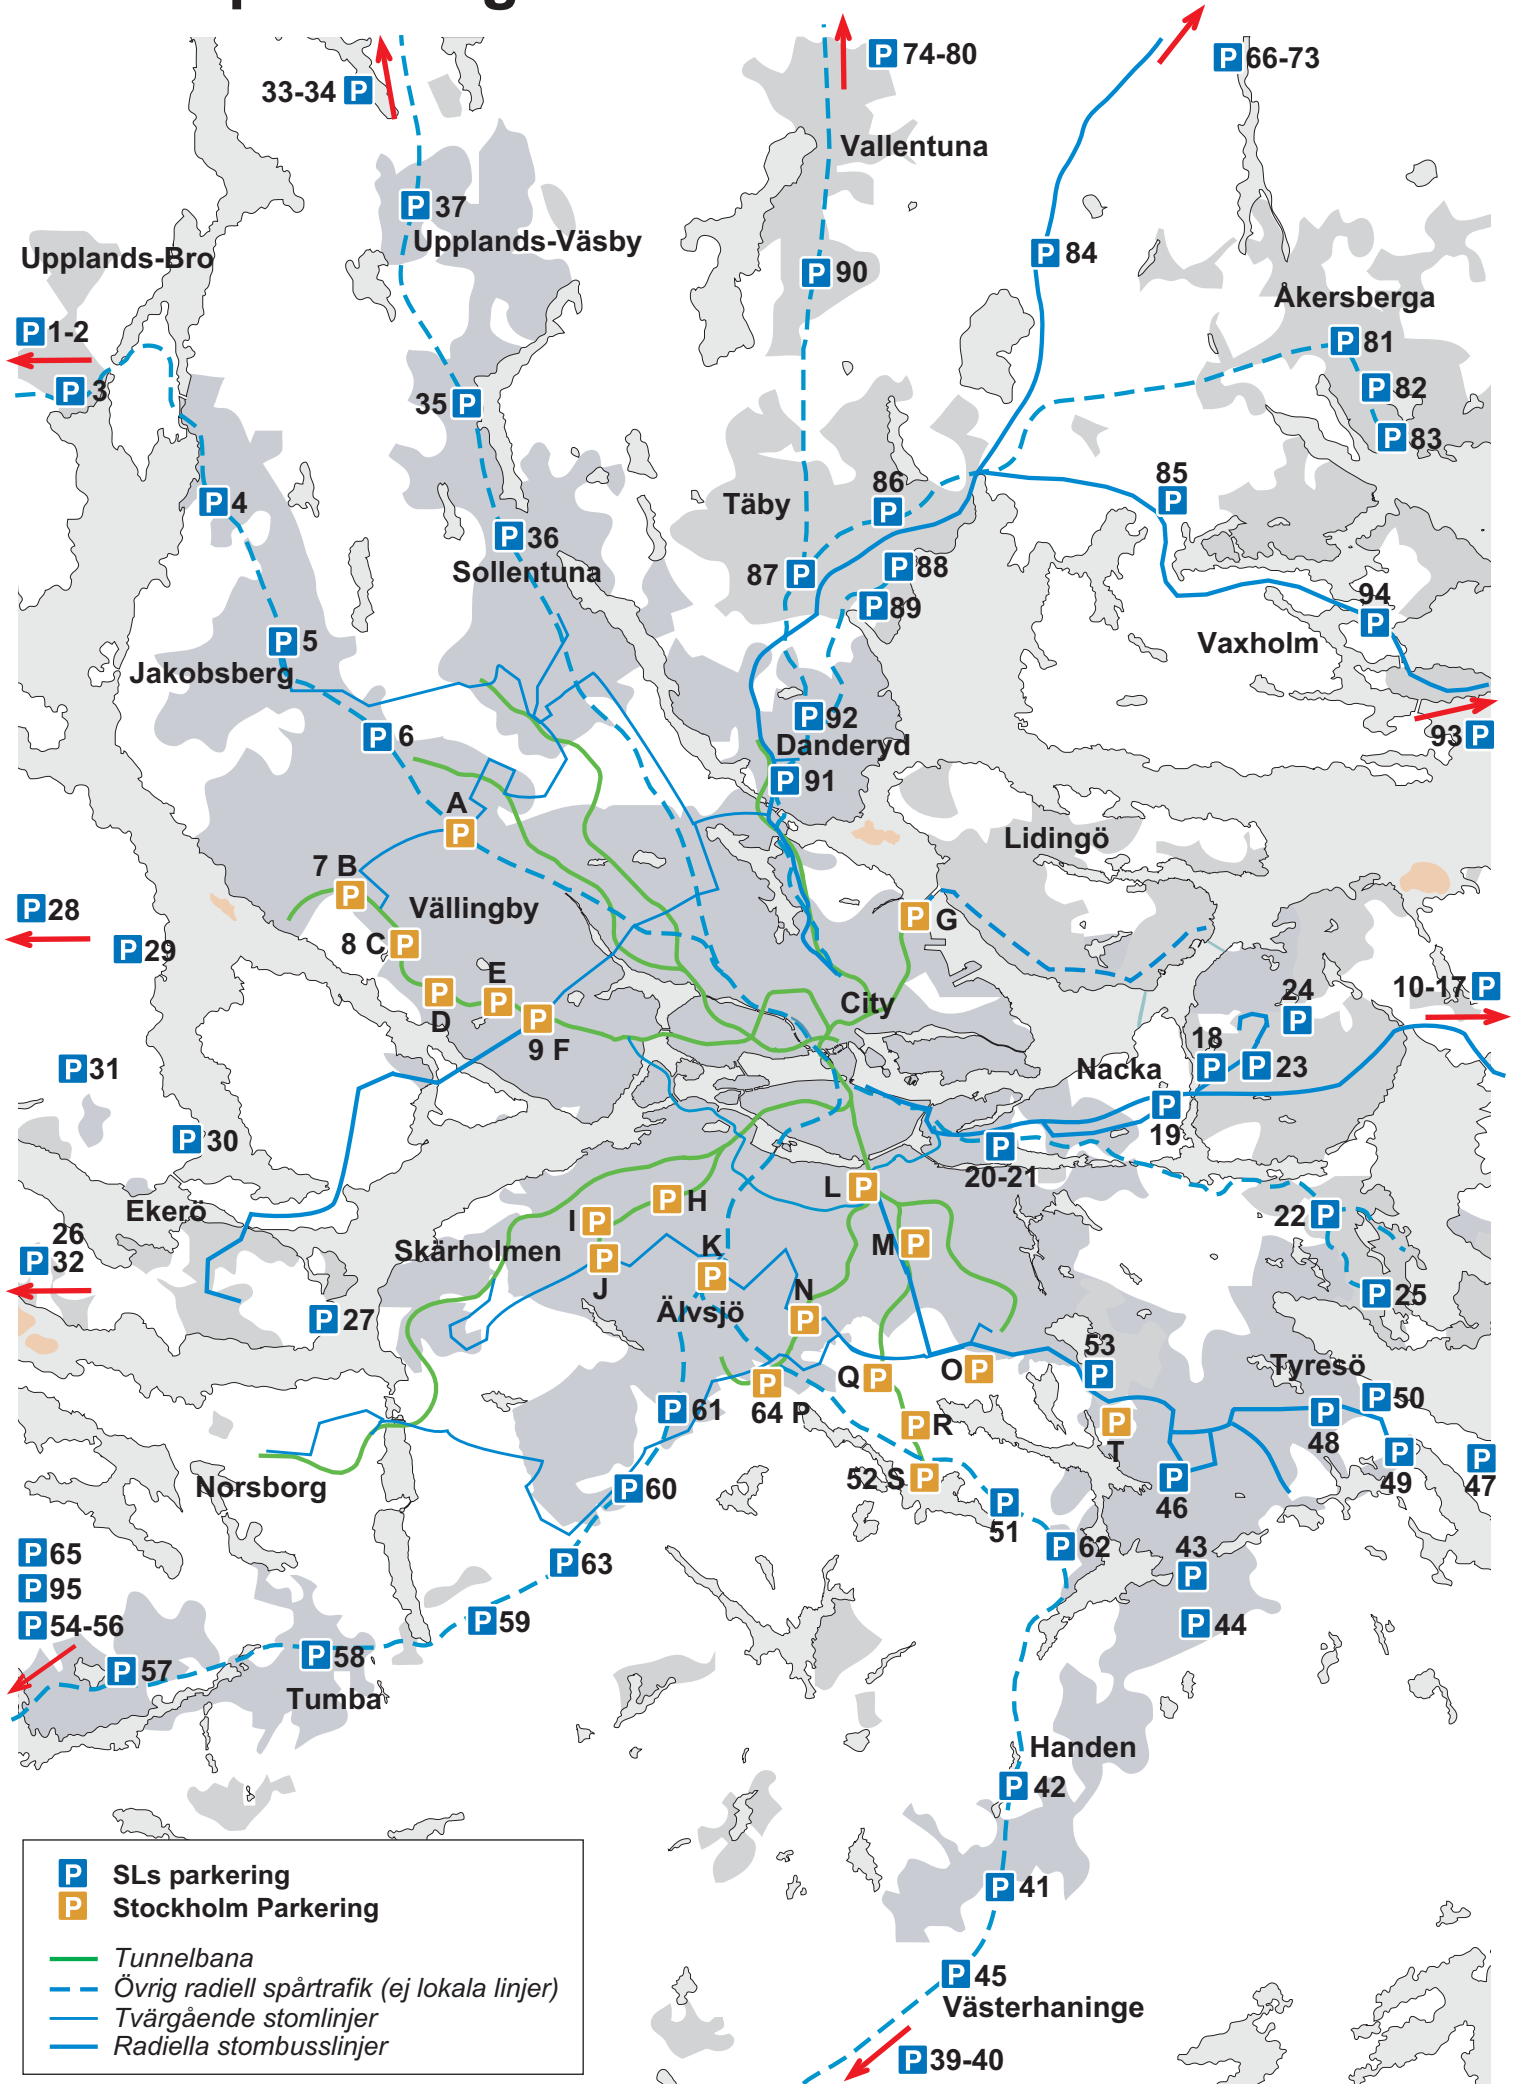 P 74-80
P 66-73
33-34 P
Vallentuna
P 37
Upplands-Väsby
Upplands-Bro
P 84
P 90
Åkersberga
P 1-2
P 81
P 3
P 82
35 P
P 83
85
P
86
P
Täby
P 4
P 36
Sollentuna
87 P
P 88
P 89
94
P
P 5
Vaxholm
Jakobsberg
P 92
P 6
93 P
Danderyd
P 91
A
P
Lidingö
7 B
P
Vällingby
P 28
P G
8 C P
P 29
E
P
P
D
City
24
P
10-17 P
P
9 F
18
P
P 23
P 31
Nacka
P
19
P 30
P
20-21
L P
P H
Ekerö
I P
22 P
26
P 32
Skärholmen
K
P
M P
P
J
N
P
P 25
Älvsjö
P 27
53
P
Tyresö
O P
Q P
P
64 P
P 50
P 61
P
48
P R
P
T
P
49
P
47
Norsborg
52 S P
P
46
P 60
P
51
P 62
P 65
43
P
P 63
P 95
P 54-56
P 59
P 44
P 58
P 57
Tumba
Handen
P 42
P SLs parkering
P 41
P Stockholm Parkering
Tunnelbana
P 45
Övrig radiell spårtrafik (ej lokala linjer)
Västerhaninge
Tvärgående stomlinjer
Radiella stombusslinjer
P 39-40